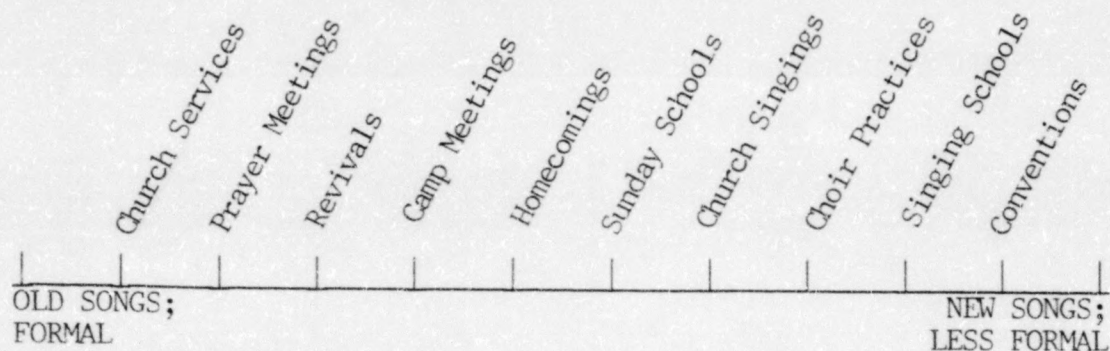 Church Services
Prayer Meetings
Revivals
Camp Meetings
Homecomings
Sunday Schools
Church Singings
Choir Practices
Singing Schools
Conventions
OLD SONGS;
FORMAL
NEW SONGS;
LESS FORMAL